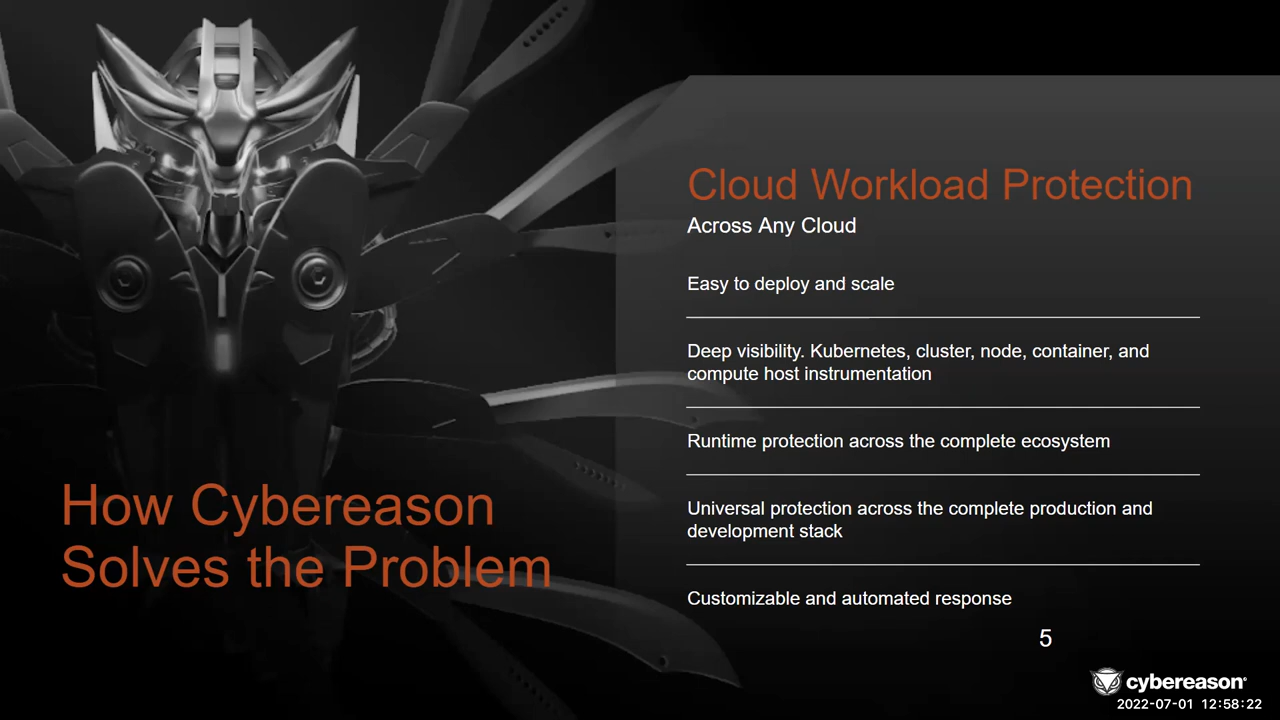 How Cybereason
Solves the Problem
Cloud Workload Protection
Across Any Cloud
Easy to deploy and scale
Deep visibility. Kubernetes, cluster, node, container, and
compute host instrumentation
Runtime protection across the complete ecosystem
Universal protection across the complete production and
development stack
Customizable and automated response
5
cybereason®
2022-07-01 12:58:22